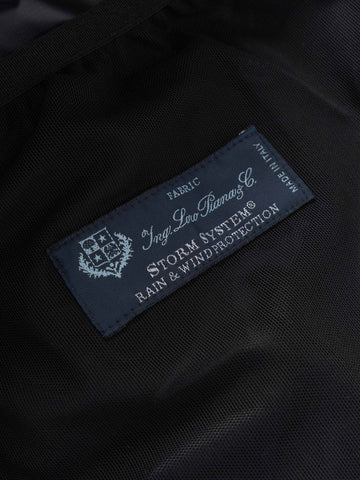 FABRIC
Ing. Loro Piana & C.
STORM SYSTEM®
RAIN & WIND PROTECTION
MADE IN ITALY